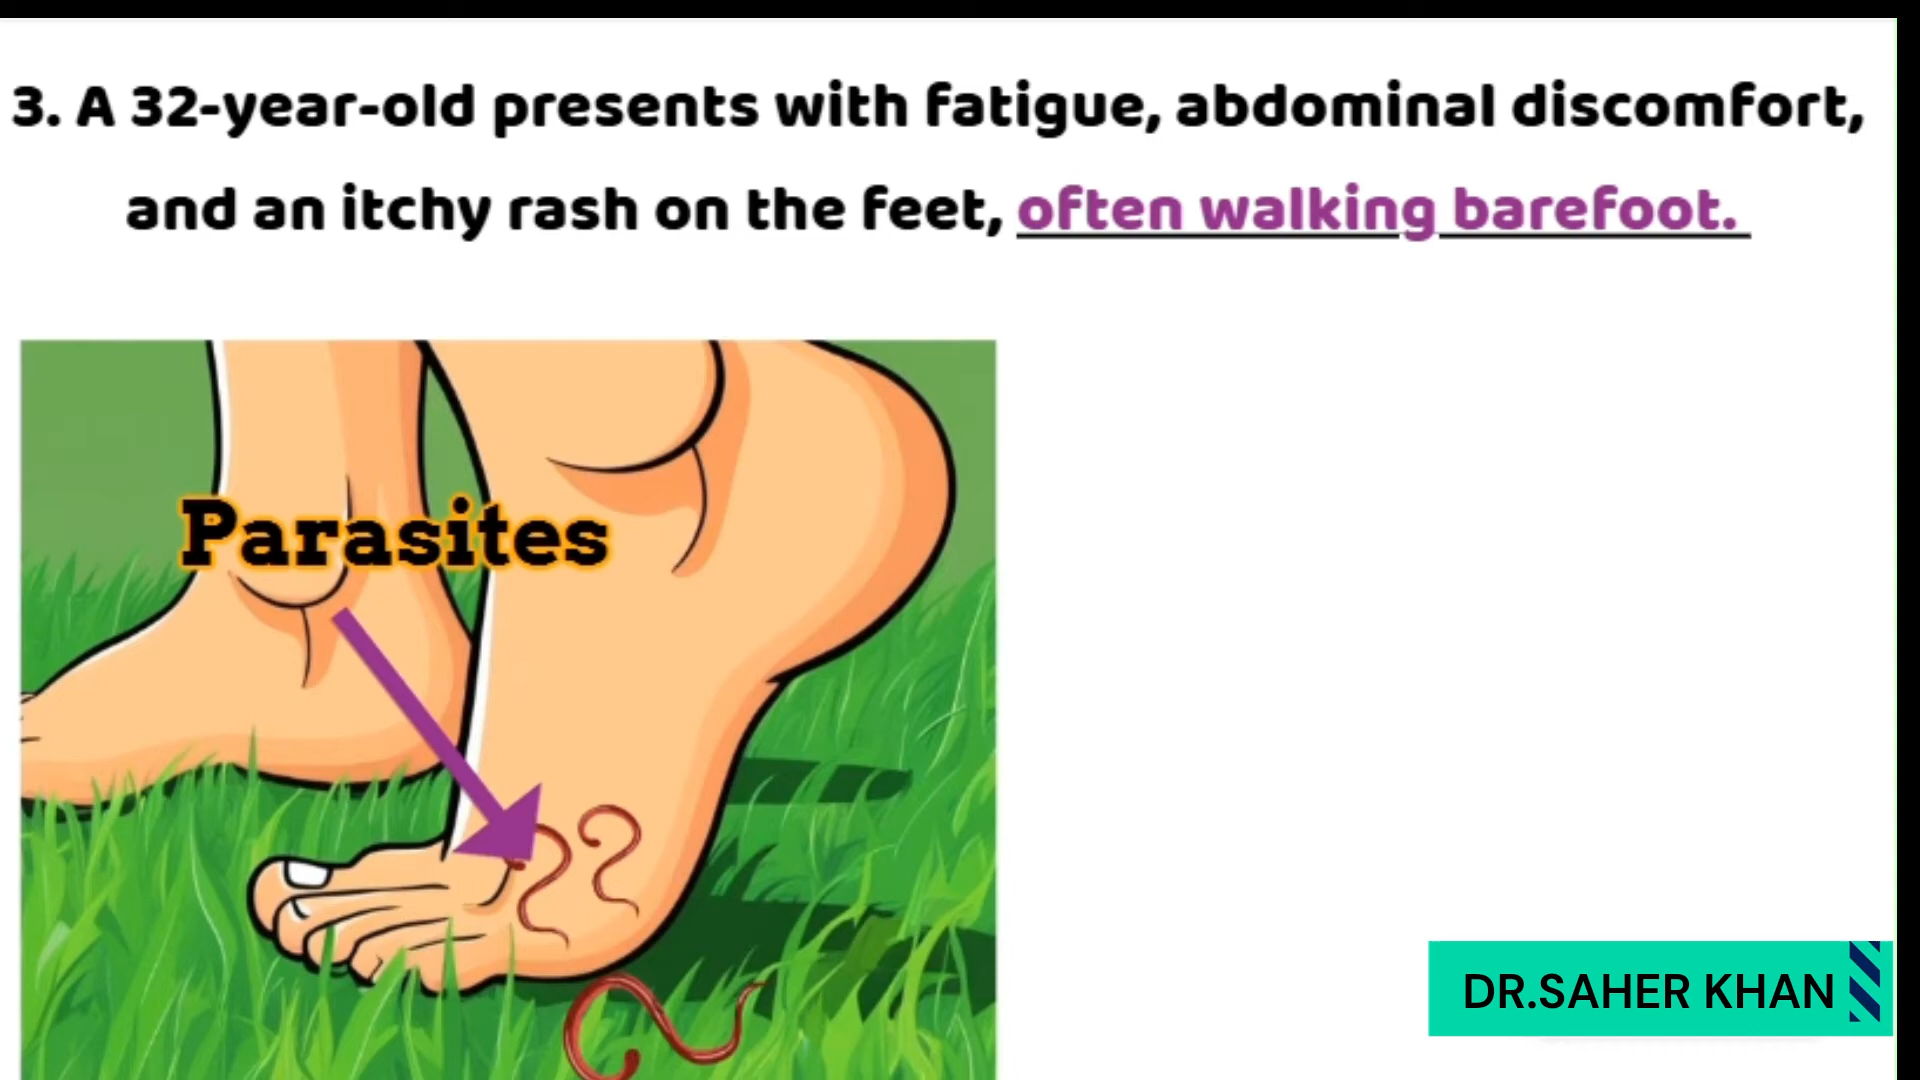 3. A 32-year-old presents with fatigue, abdominal discomfort,
and an itchy rash on the feet, often walking barefoot.
Parasites
DR.SAHER KHAN